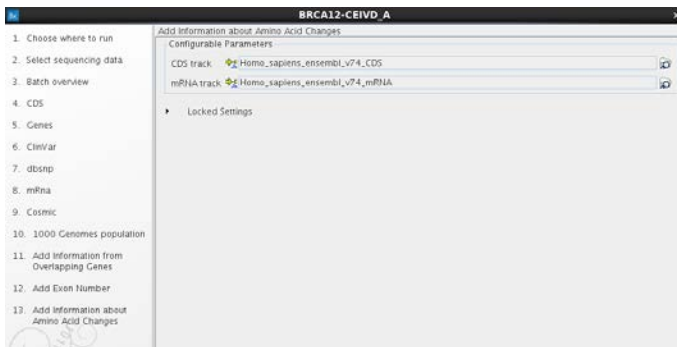 BRCA12-CEIVD_A
1. Choose where to run
2. Select sequencing data
3. Batch overview
4. CDS
5. Genes
6. ClinVar
7. dbsnp
8. mRna
9. Cosmic
10. 1000 Genomes population
11. Add Information from
Overlapping Genes
12. Add Exon Number
13. Add Information about
Amino Acid Changes
Add Information about Amino Acid Changes
Configurable Parameters
CDS track Homo_sapiens_ensembl_v74_CDS
mRNA track Homo_sapiens_ensembl_v74_mRNA
Locked Settings